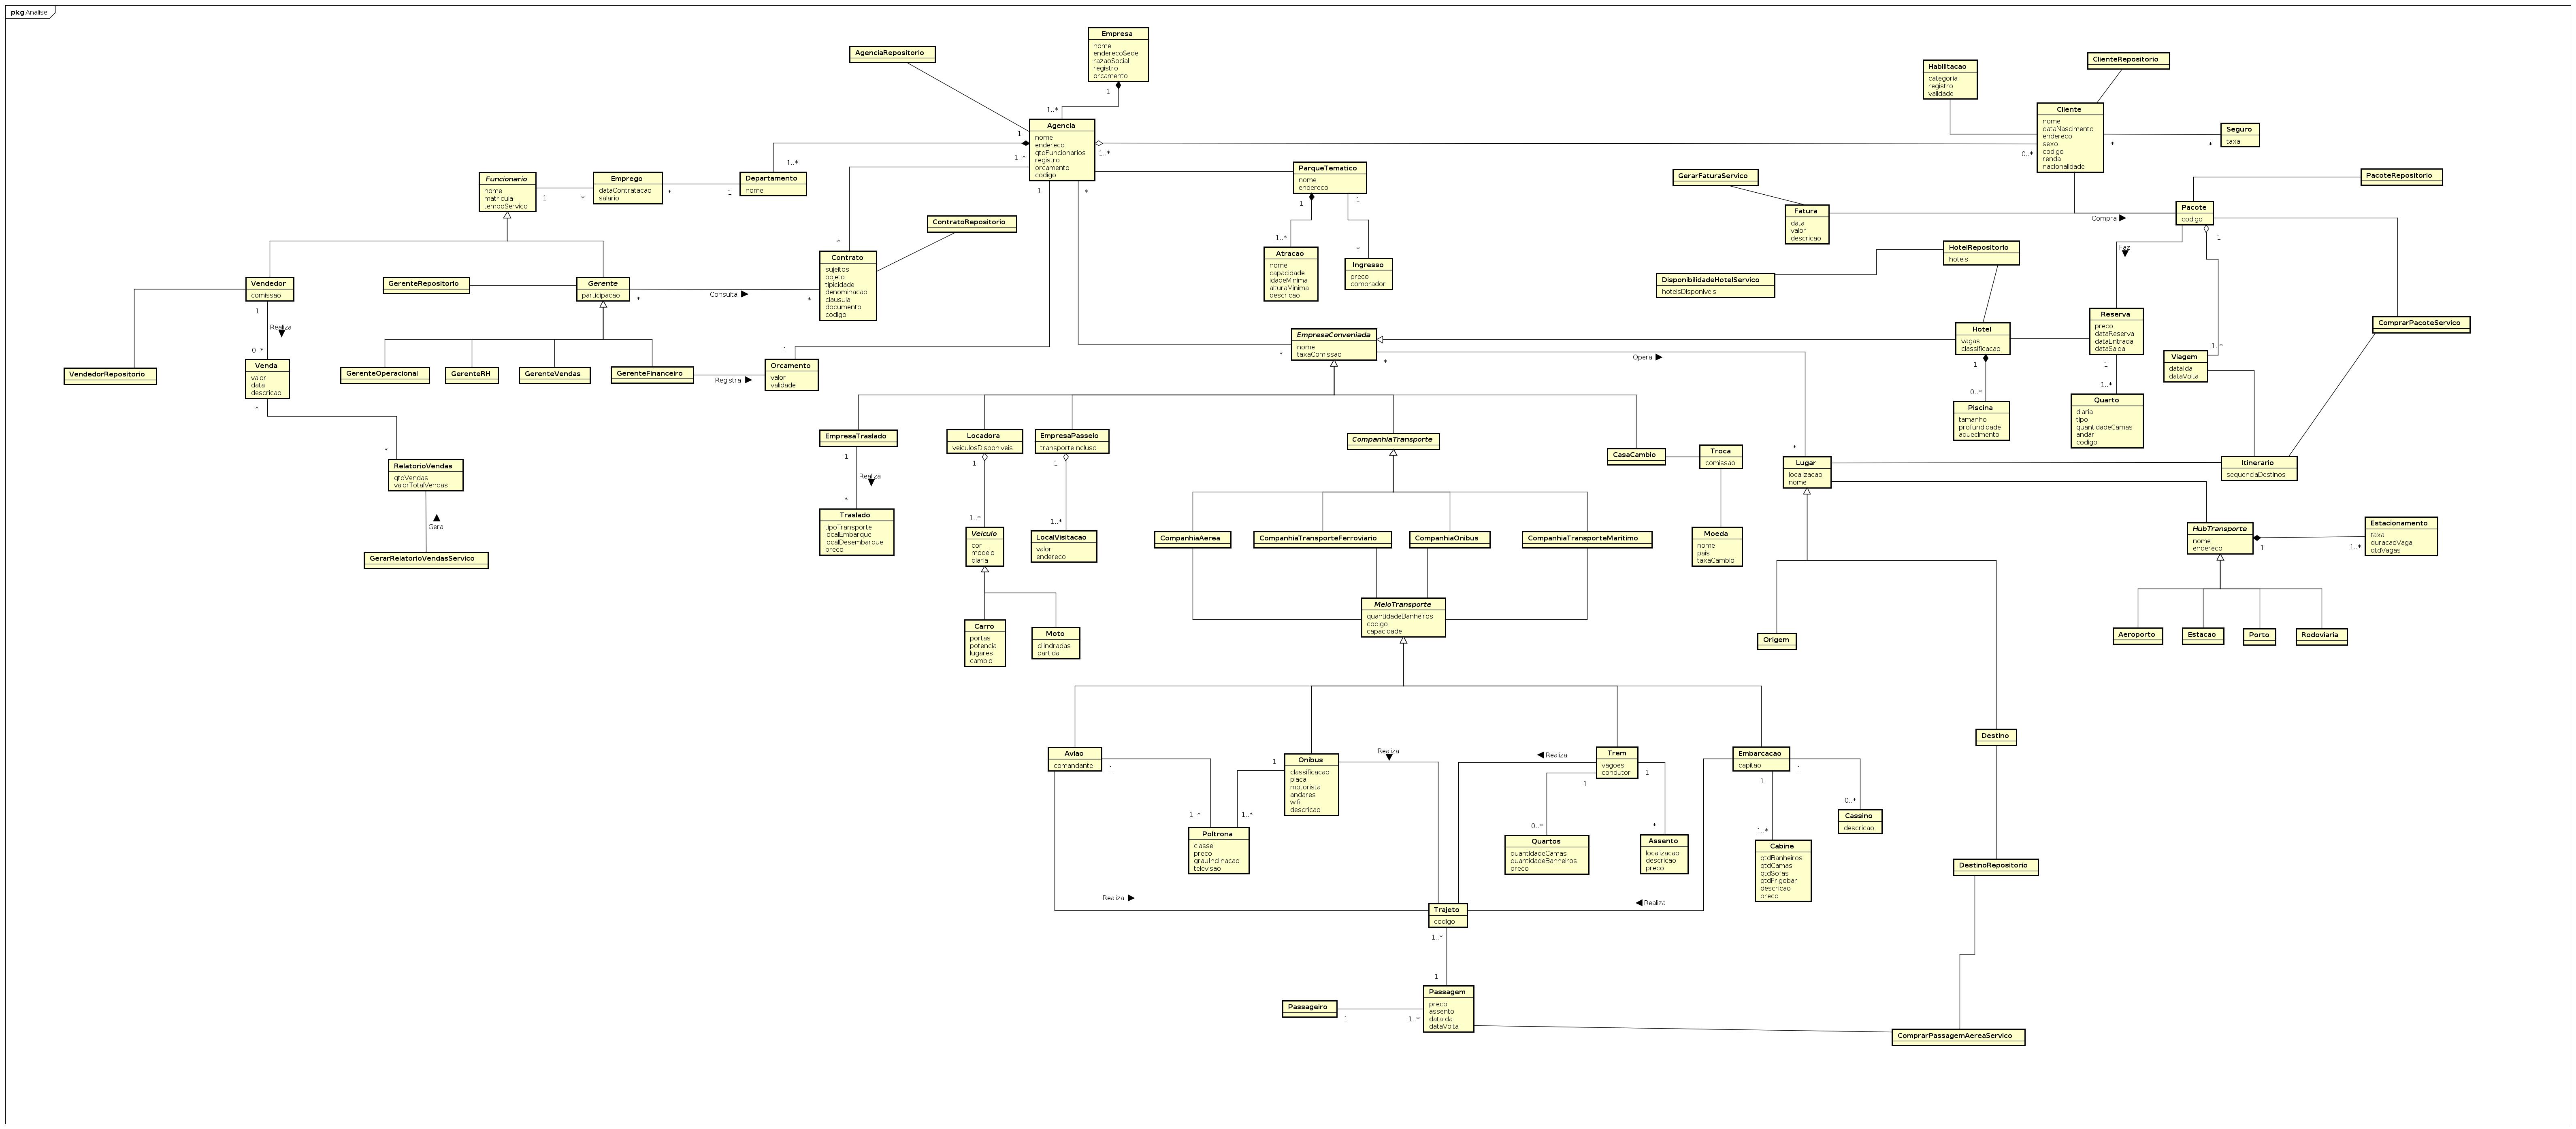 pkg Analise
Empresa
nome
enderecoSede
razaoSocial
registro
orcamento
1
1..*
AgenciaRepositorio
Agencia
nome
endereco
qtdFuncionarios
registro
orcamento
codigo
1
1..*
1..*
0..*
1
*
1..*
Departamento
nome
1
*
Emprego
dataContratacao
salario
*
1
Funcionario
nome
matricula
tempoServico
Vendedor
comissao
1
Realiza
0..*
Venda
valor
data
descricao
*
*
VendedorRepositorio
RelatorioVendas
qtdVendas
valorTotalVendas
Gera
GerarRelatorioVendasServico
GerenteRepositorio
Gerente
participacao
*
Consulta
*
*
Contrato
sujeitos
objeto
tipicidade
denominacao
clausula
documento
codigo
ContratoRepositorio
GerenteOperacional
GerenteRH
GerenteVendas
GerenteFinanceiro
Registra
1
Orcamento
valor
validade
ParqueTematico
nome
endereco
1
1
1..*
*
Atracao
nome
capacidade
idadeMinima
alturaMinima
descricao
Ingresso
preco
comprador
Habilitacao
categoria
registro
validade
ClienteRepositorio
Cliente
nome
dataNascimento
endereco
sexo
codigo
renda
nacionalidade
*
*
Seguro
taxa
GerarFaturaServico
Fatura
data
valor
descricao
Compra
Pacote
codigo
PacoteRepositorio
Faz
1
HotelRepositorio
hoteis
DisponibilidadeHotelServico
hoteisDisponiveis
Hotel
vagas
classificacao
1
0..*
Piscina
tamanho
profundidade
aquecimento
Reserva
preco
dataReserva
dataEntrada
dataSaida
1
1..*
Quarto
diaria
tipo
quantidadeCamas
andar
codigo
Viagem
dataIda
dataVolta
1..*
ComprarPacoteServico
Itinerario
sequenciaDestinos
EmpresaConveniada
nome
taxaComissao
*
*
Opera
*
EmpresaTraslado
1
Realiza
*
Traslado
tipoTransporte
localEmbarque
localDesembarque
preco
Locadora
veiculosDisponiveis
1
1..*
Veiculo
cor
modelo
diaria
Carro
portas
potencia
lugares
cambio
Moto
cilindradas
partida
EmpresaPasseio
transporteIncluso
1
1..*
LocalVisitacao
valor
endereco
CompanhiaTransporte
CasaCambio
Troca
comissao
Moeda
nome
pais
taxaCambio
Lugar
localizacao
nome
CompanhiaAerea
CompanhiaTransporteFerroviario
CompanhiaOnibus
CompanhiaTransporteMaritimo
HubTransporte
nome
endereco
1
1..*
Estacionamento
taxa
duracaoVaga
qtdVagas
Aeroporto
Estacao
Porto
Rodoviaria
MeioTransporte
quantidadeBanheiros
codigo
capacidade
Origem
Destino
Aviao
comandante
1
1..*
Onibus
classificacao
placa
motorista
andares
wifi
descricao
1
1..*
Realiza
Poltrona
classe
preco
grauInclinacao
televisao
Realiza
Trem
vagoes
condutor
1
1
0..*
*
Quartos
quantidadeCamas
quantidadeBanheiros
preco
Assento
localizacao
descricao
preco
Embarcacao
capitao
1
1
1..*
0..*
Cassino
descricao
Cabine
qtdBanheiros
qtdCamas
qtdSofas
qtdFrigobar
descricao
preco
DestinoRepositorio
Realiza
Realiza
Trajeto
codigo
1..*
1
Passageiro
1
1..*
Passagem
preco
assento
dataIda
dataVolta
ComprarPassagemAereaServico